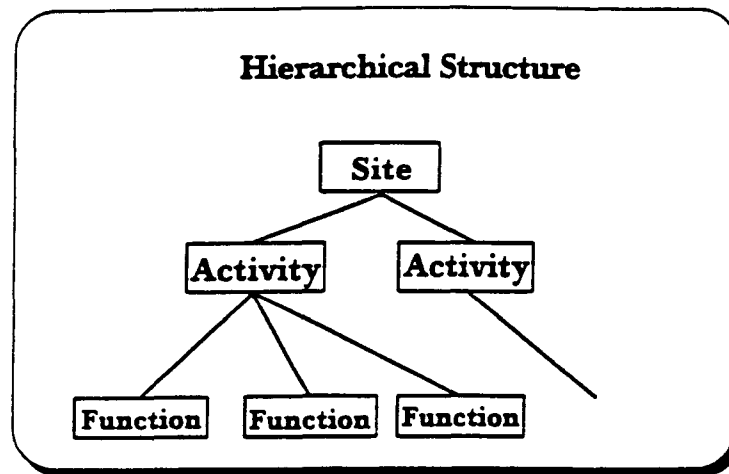 Hierarchical Structure
Site
Activity Activity
Function Function Function